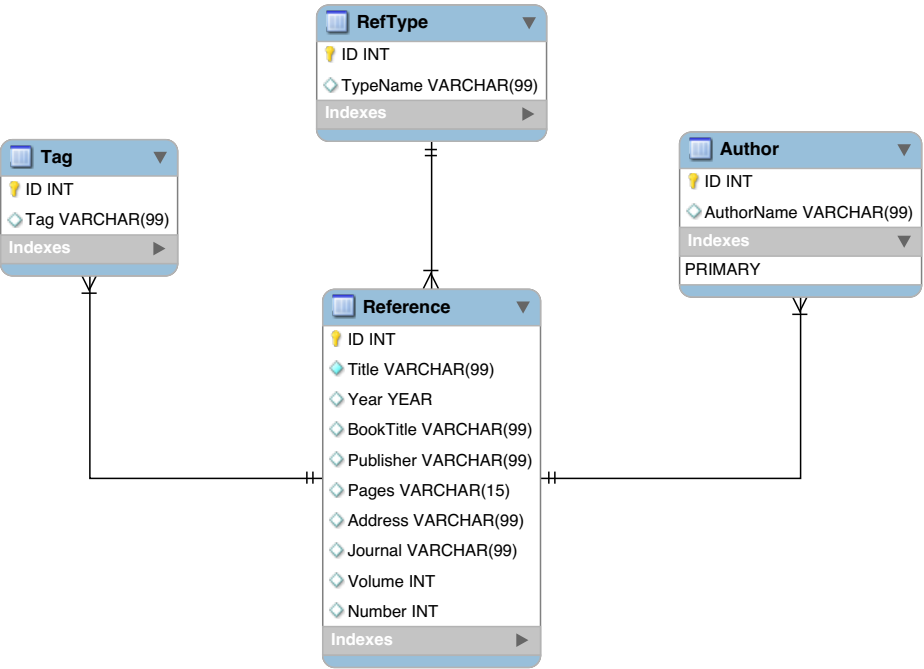 RefType
ID INT
TypeName VARCHAR(99)
Indexes
Tag
ID INT
Tag VARCHAR(99)
Indexes
Author
ID INT
AuthorName VARCHAR(99)
Indexes
PRIMARY
Reference
ID INT
Title VARCHAR(99)
Year YEAR
BookTitle VARCHAR(99)
Publisher VARCHAR(99)
Pages VARCHAR(15)
Address VARCHAR(99)
Journal VARCHAR(99)
Volume INT
Number INT
Indexes